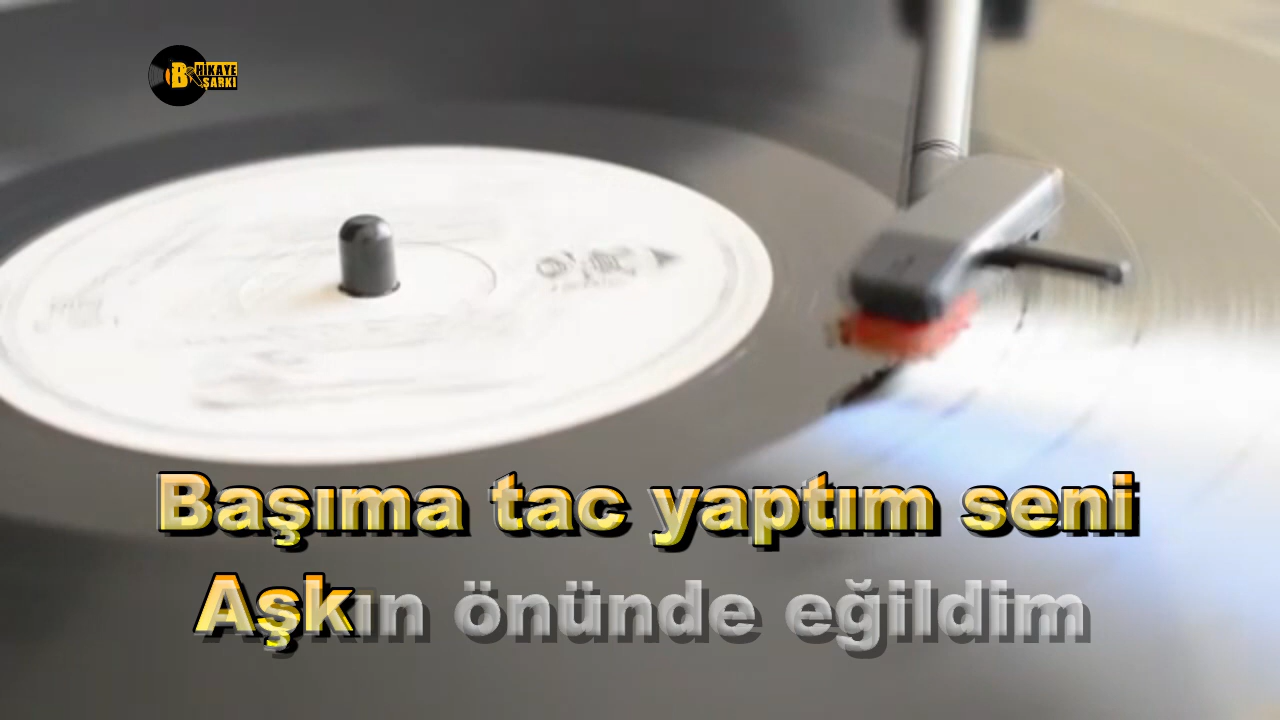 B HİKAYE
ŞARKI
Başıma tac yaptım seni
Aşkın önünde eğildim